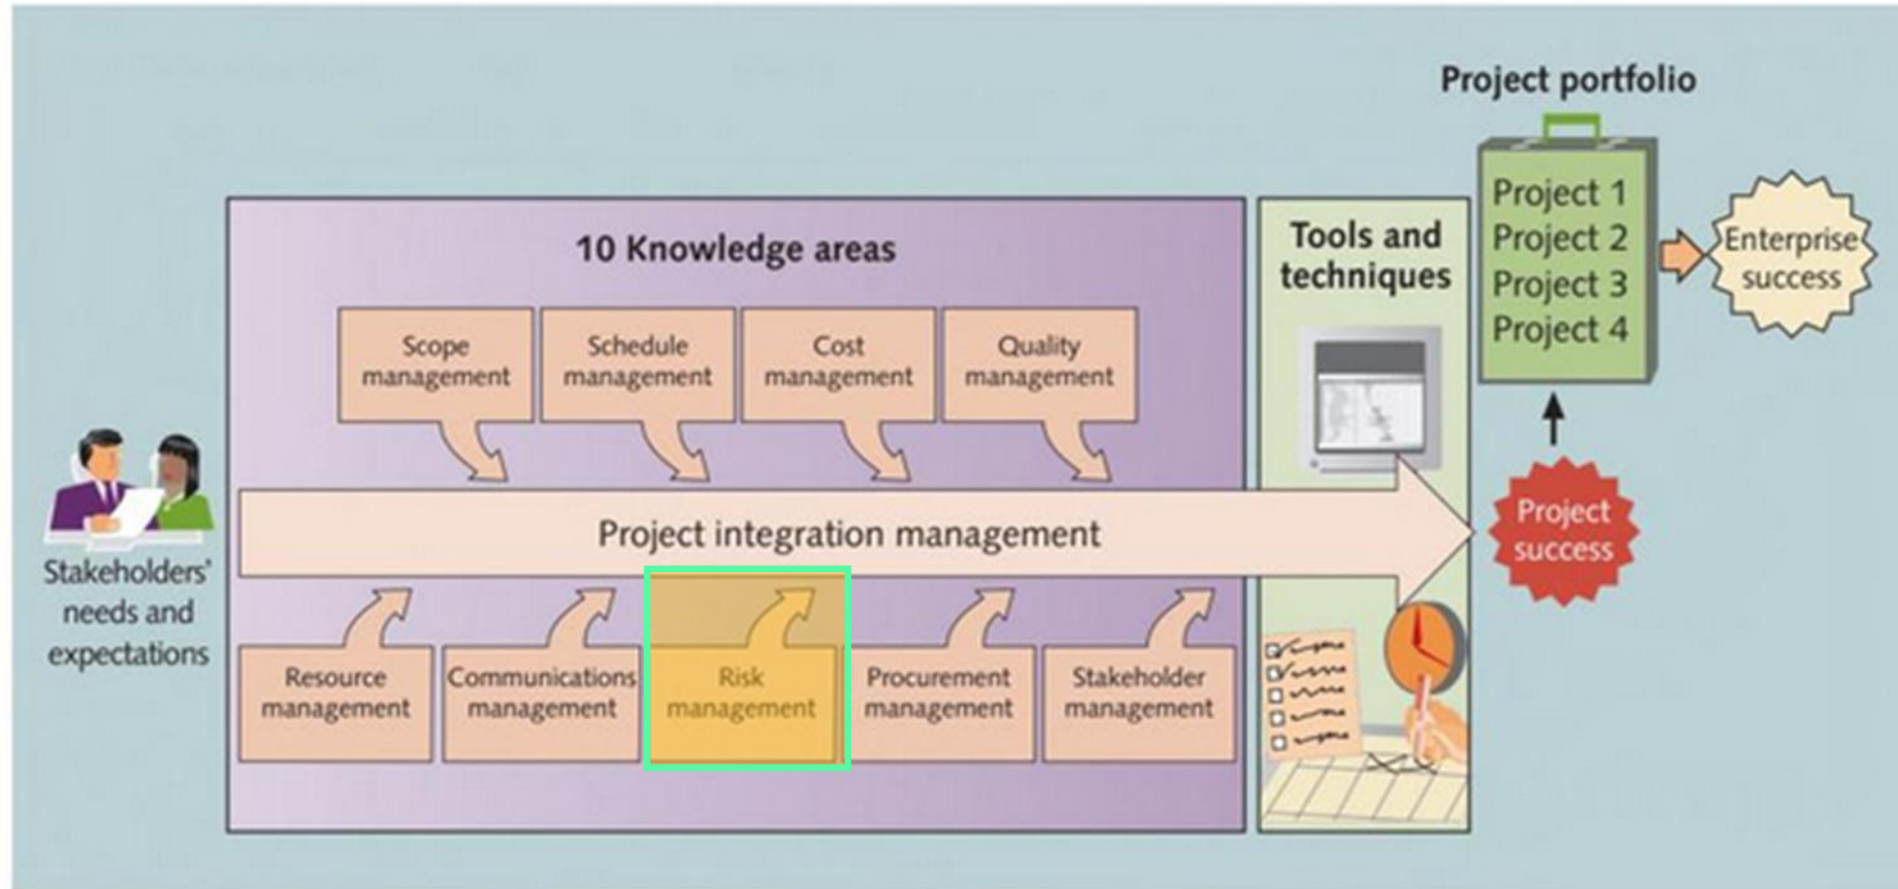 Project portfolio
Project 1
Project 2
Project 3
Project 4
Enterprise
success
10 Knowledge areas
Tools and
techniques
Scope
management
Schedule
management
Cost
management
Quality
management
Project integration management
Project
success
Stakeholders'
needs and
expectations
Resource
management
Communications
management
Risk
management
Procurement
management
Stakeholder
management